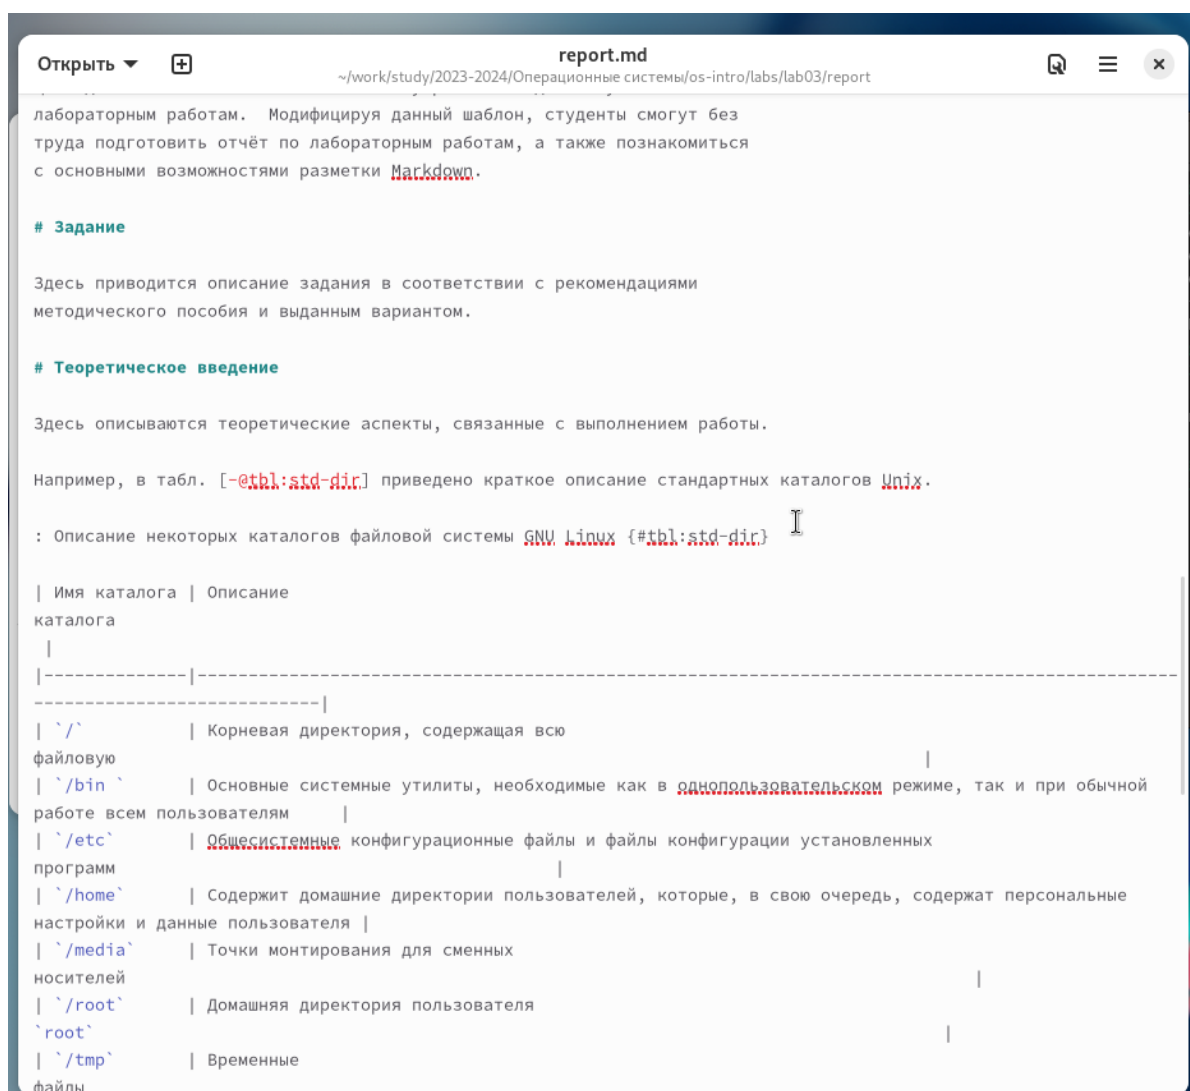 Открыть
report.md
~/work/study/2023-2024/Операционные системы/os-intro/labs/lab03/report
лабораторным работам.  Модифицируя данный шаблон, студенты смогут без
труда подготовить отчёт по лабораторным работам, а также познакомиться
с основными возможностями разметки Markdown.
# Задание
Здесь приводится описание задания в соответствии с рекомендациями
методического пособия и выданным вариантом.
# Теоретическое введение
Здесь описываются теоретические аспекты, связанные с выполнением работы.
Например, в табл. [-@tbl:std-dir] приведено краткое описание стандартных каталогов Unix.
: Описание некоторых каталогов файловой системы GNU Linux {#tbl:std-dir}
| Имя каталога | Описание
каталога
|
|--------------|------------------------------------------------------------------------------------------------
----------------------------|
| `/`          | Корневая директория, содержащая всю
файловую |
| `/bin `      | Основные системные утилиты, необходимые как в однопользовательском режиме, так и при обычной
работе всем пользователям |
| `/etc`       | Общесистемные конфигурационные файлы и файлы конфигурации установленных
программ |
| `/home`      | Содержит домашние директории пользователей, которые, в свою очередь, содержат персональные
настройки и данные пользователя |
| `/media`     | Точки монтирования для сменных
носителей |
| `/root`      | Домашняя директория пользователя
`root` |
| `/tmp`       | Временные
файлы